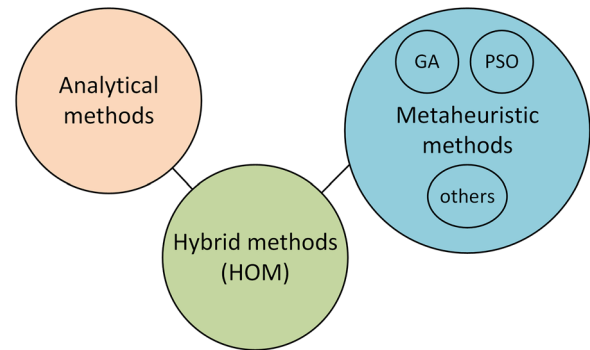 Analytical
methods
GA
PSO
Metaheuristic
methods
others
Hybrid methods
(HOM)